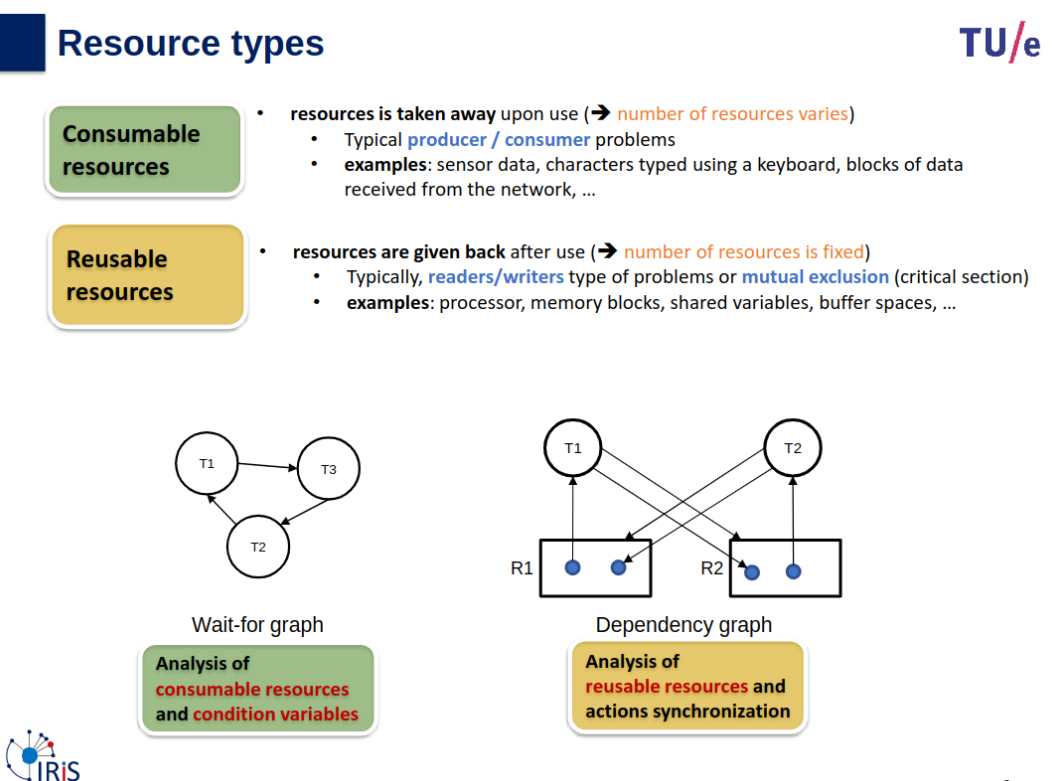 Resource types
TU/e
Consumable
resources
• resources is taken away upon use (➔ number of resources varies)
• Typical producer / consumer problems
• examples: sensor data, characters typed using a keyboard, blocks of data
received from the network, ...
Reusable
resources
• resources are given back after use (➔ number of resources is fixed)
• Typically, readers/writers type of problems or mutual exclusion (critical section)
• examples: processor, memory blocks, shared variables, buffer spaces, ...
T1
T3
T2
Wait-for graph
Analysis of
consumable resources
and condition variables
T1
T2
R1
R2
Dependency graph
Analysis of
reusable resources and
actions synchronization
IRiS